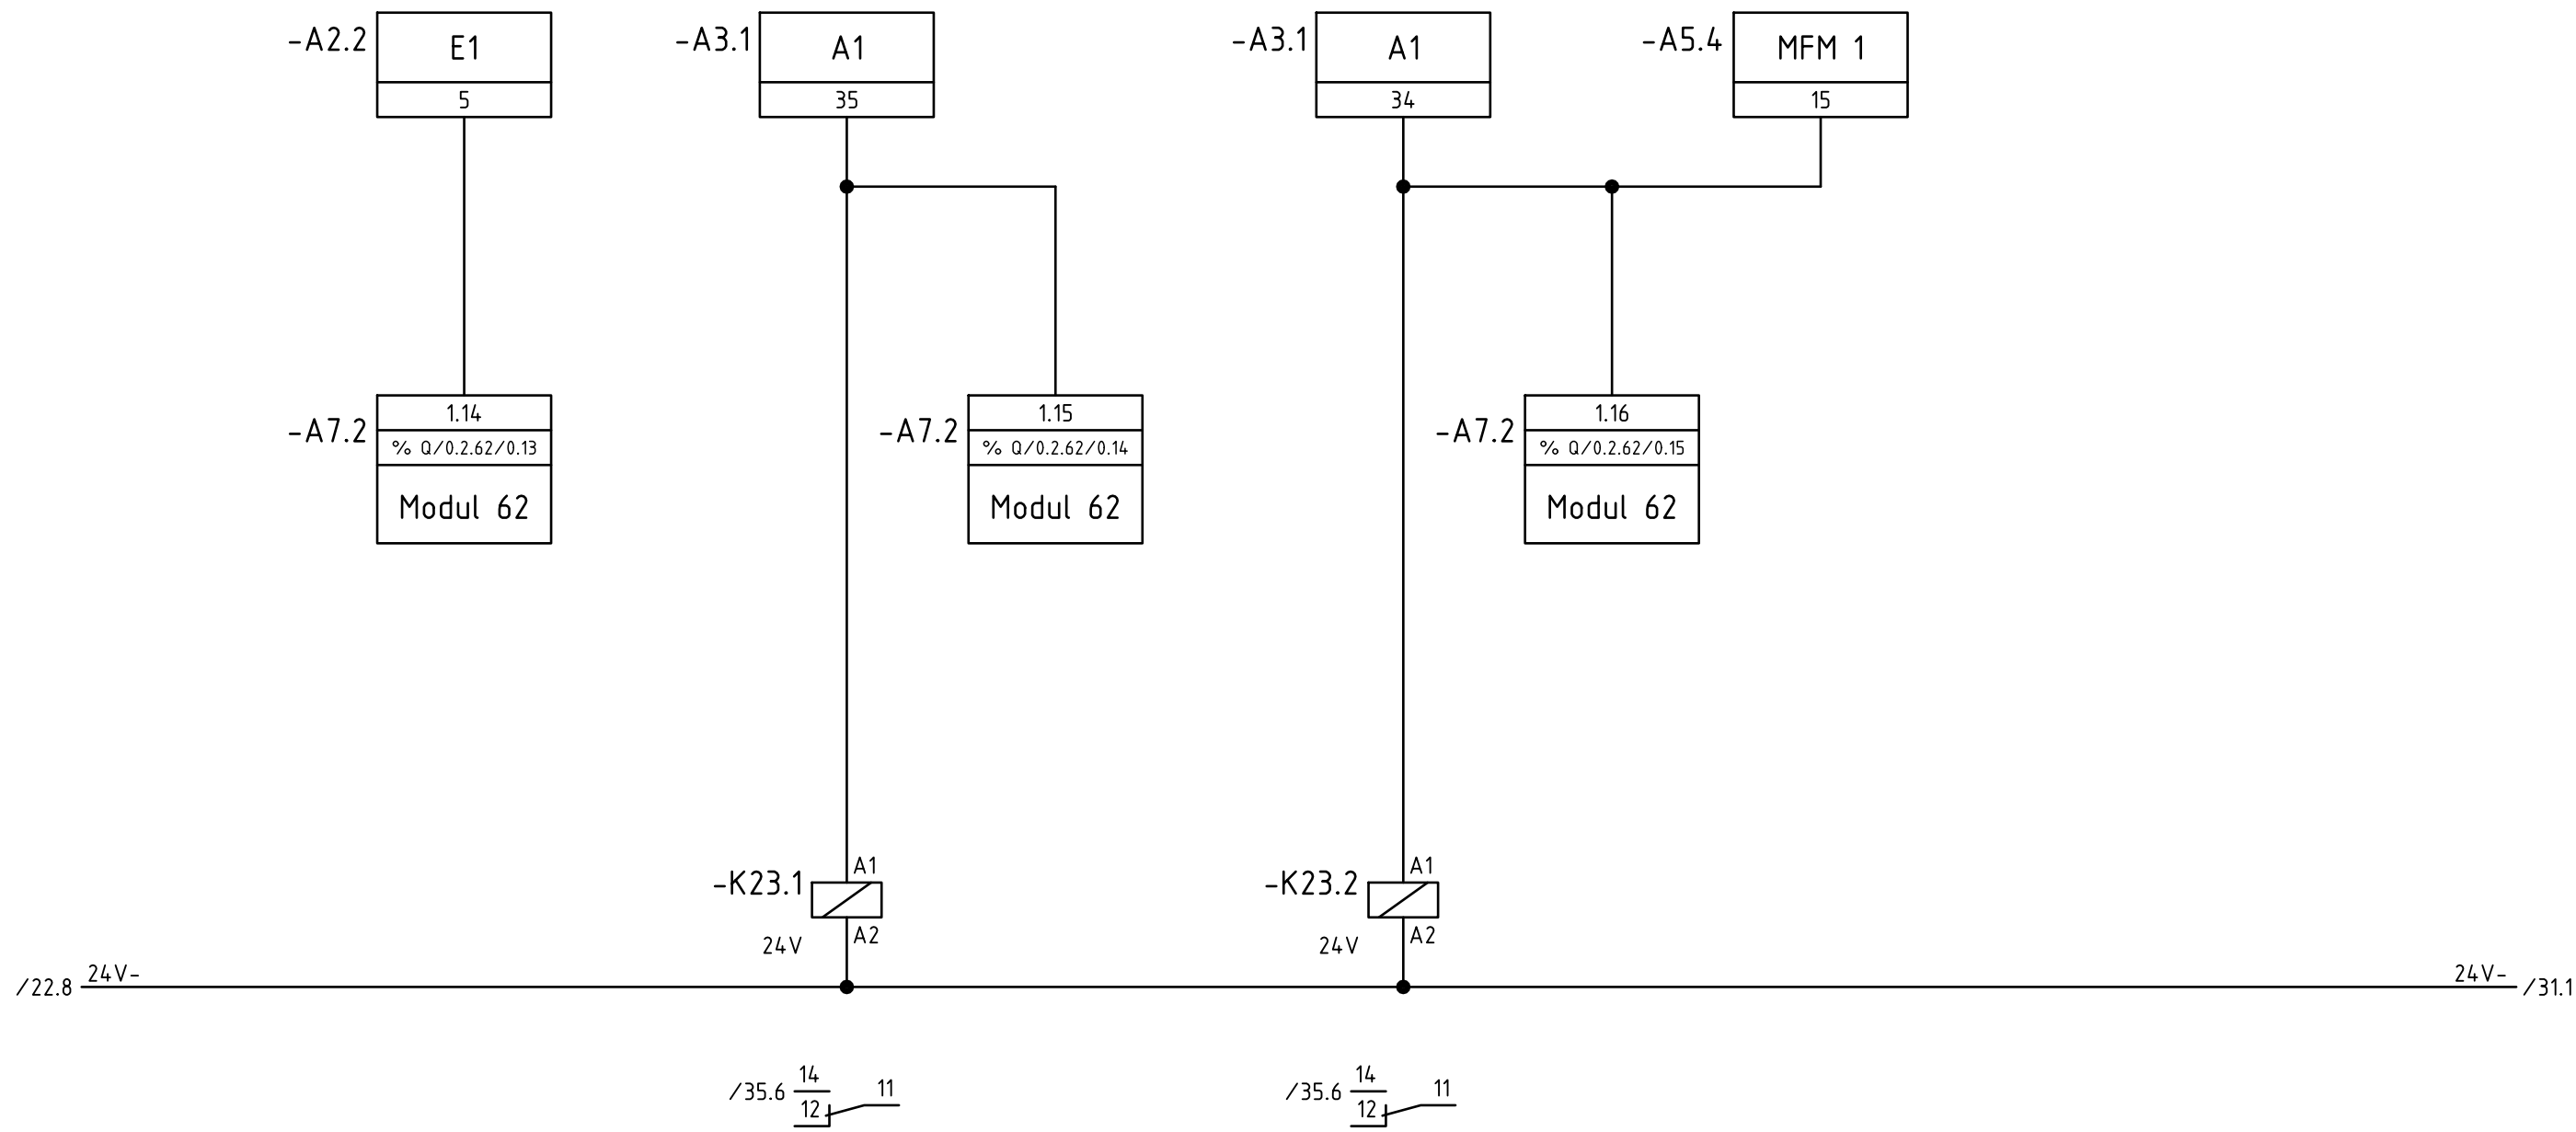 -A2.2 E1 -A3.1 A1 -A3.1 A1 -A5.4 MFM 1
5 35 34 15
1.14 1.15 1.16
-A7.2 % Q/0.2.62/0.13 -A7.2 % Q/0.2.62/0.14 -A7.2 % Q/0.2.62/0.15
Modul 62 Modul 62 Modul 62
A1 A1
-K23.1 -K23.2
24V A2 24V A2
/22.8 24V- 24V- /31.1
14 11 14 11
/35.6 /35.6
12 12